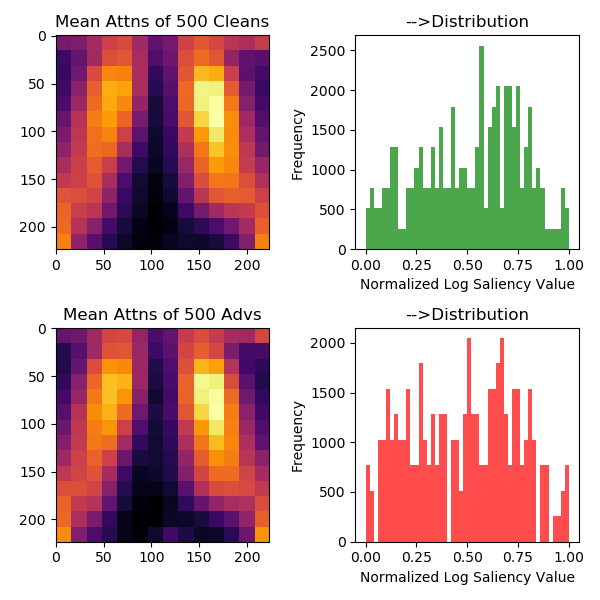 Mean Attns of 500 Cleans
0
50
100
150
200
0 50 100 150 200
-->Distribution
Frequency
2500
2000
1500
1000
500
0
0.00 0.25 0.50 0.75 1.00
Normalized Log Saliency Value
Mean Attns of 500 Advs
0
50
100
150
200
0 50 100 150 200
-->Distribution
Frequency
2000
1500
1000
500
0
0.00 0.25 0.50 0.75 1.00
Normalized Log Saliency Value